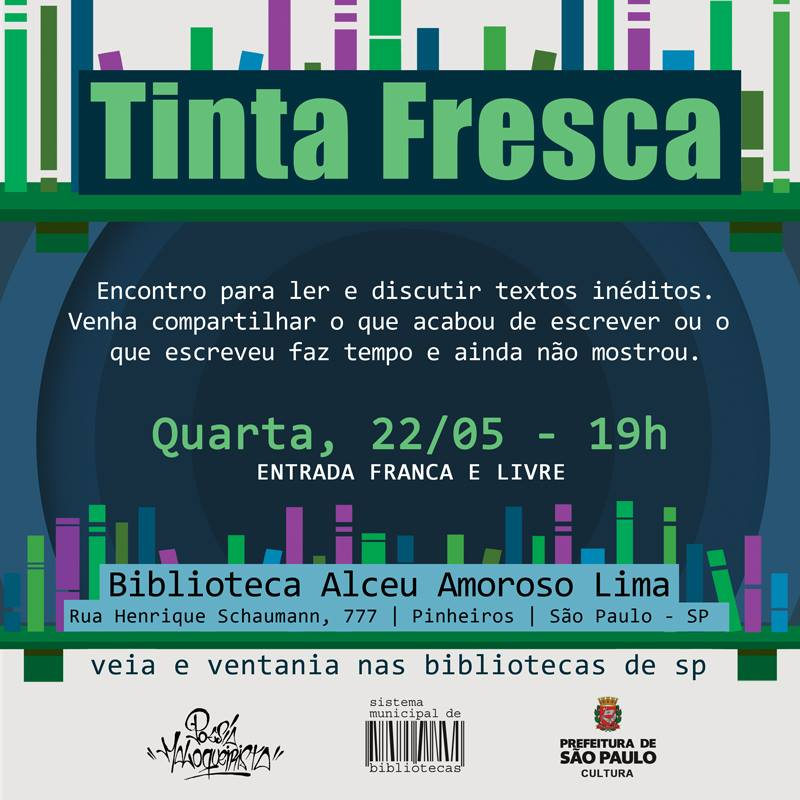 Tinta Fresca
Encontro para ler e discutir textos inéditos.
Venha compartilhar o que acabou de escrever ou o
que escreveu faz tempo e ainda não mostrou.
Quarta, 22/05 - 19h
ENTRADA FRANCA E LIVRE
Biblioteca Alceu Amoroso Lima
Rua Henrique Schaumann, 777 | Pinheiros | São Paulo - SP
veia e ventania nas bibliotecas de sp
Poesia
"Maloqueirista"
sistema
municipal de
bibliotecas
PREFEITURA DE
SÃO PAULO
CULTURA